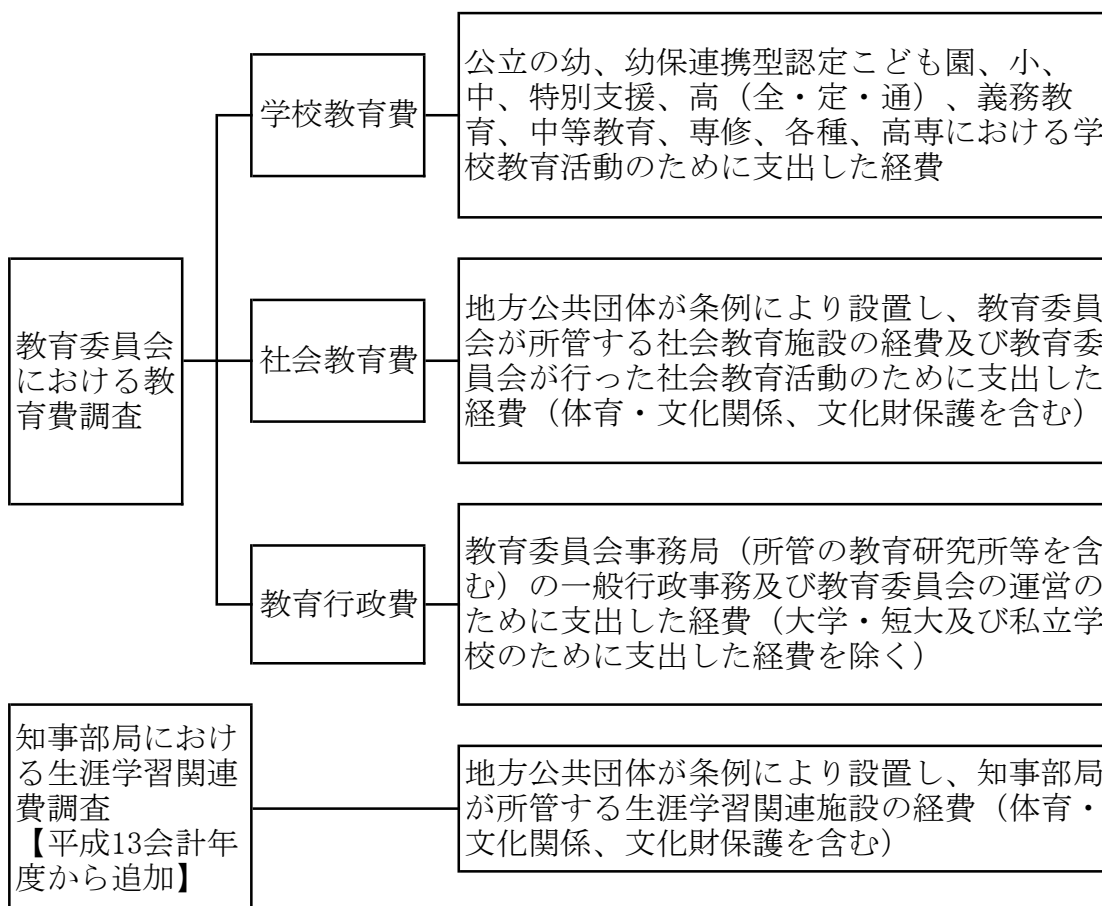 学校教育費
公立の幼、幼保連携型認定こども園、小、
中、特別支援、高（全・定・通）、義務教
育、中等教育、専修、各種、高専における学
校教育活動のために支出した経費
教育委員会
における教
育費調査
社会教育費
地方公共団体が条例により設置し、教育委員
会が所管する社会教育施設の経費及び教育委
員会が行った社会教育活動のために支出した
経費（体育・文化関係、文化財保護を含む）
教育行政費
教育委員会事務局（所管の教育研究所等を含
む）の一般行政事務及び教育委員会の運営の
ために支出した経費（大学・短大及び私立学
校のために支出した経費を除く）
知事部局におけ
る生涯学習関連
費調査
【平成13会計年
度から追加】
地方公共団体が条例により設置し、知事部局
が所管する生涯学習関連施設の経費（体育・
文化関係、文化財保護を含む）